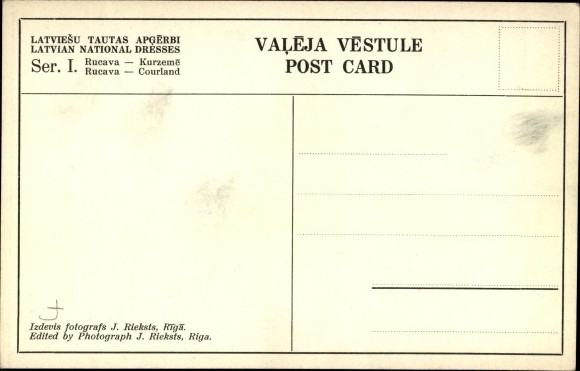 LATVIEŠU TAUTAS APĢĒRBI
LATVIAN NATIONAL DRESSES
Ser. I. Rucava — Kurzemē
Rucava — Courland
VAĻĒJA VĒSTULE
POST CARD
Izdevis fotografs J. Rieksts, Rīgā.
Edited by Photograph J. Rieksts, Riga.